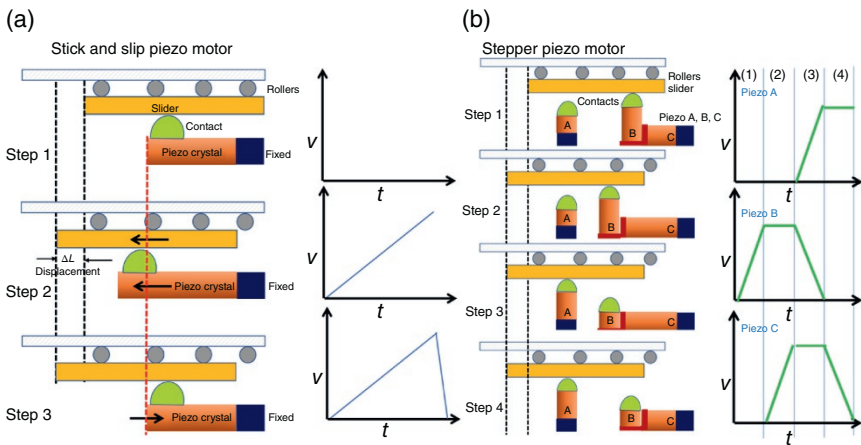 (a)
Stick and slip piezo motor
Rollers
Slider
Contact
Step 1
Piezo crystal
Fixed
V
t
ΔL
Displacement
Step 2
Piezo crystal
Fixed
V
t
Step 3
Piezo crystal
Fixed
V
t
(b)
Stepper piezo motor
Rollers
slider
Contacts
Piezo A, B, C
Step 1
A
B
C
Step 2
A
B
C
Step 3
A
B
C
Step 4
A
B
C
(1) (2) (3) (4)
Piezo A
V
t
Piezo B
V
t
Piezo C
V
t